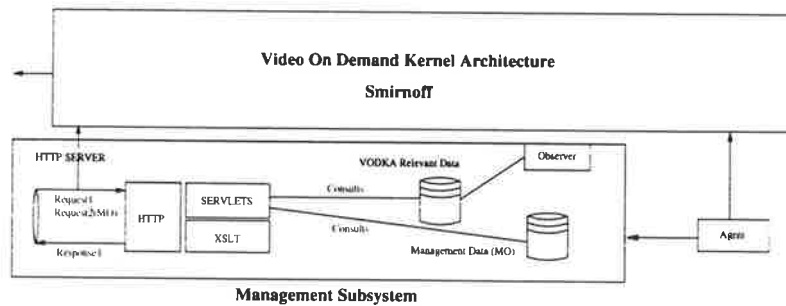 Video On Demand Kernel Architecture
Smirnoff
HTTP SERVER
VODKA Relevant Data
Observer
Request1
Request2(MO)
HTTP
SERVLETS
XSLT
Consults
Consults
Response1
Management Data (MO)
Agent
Management Subsystem